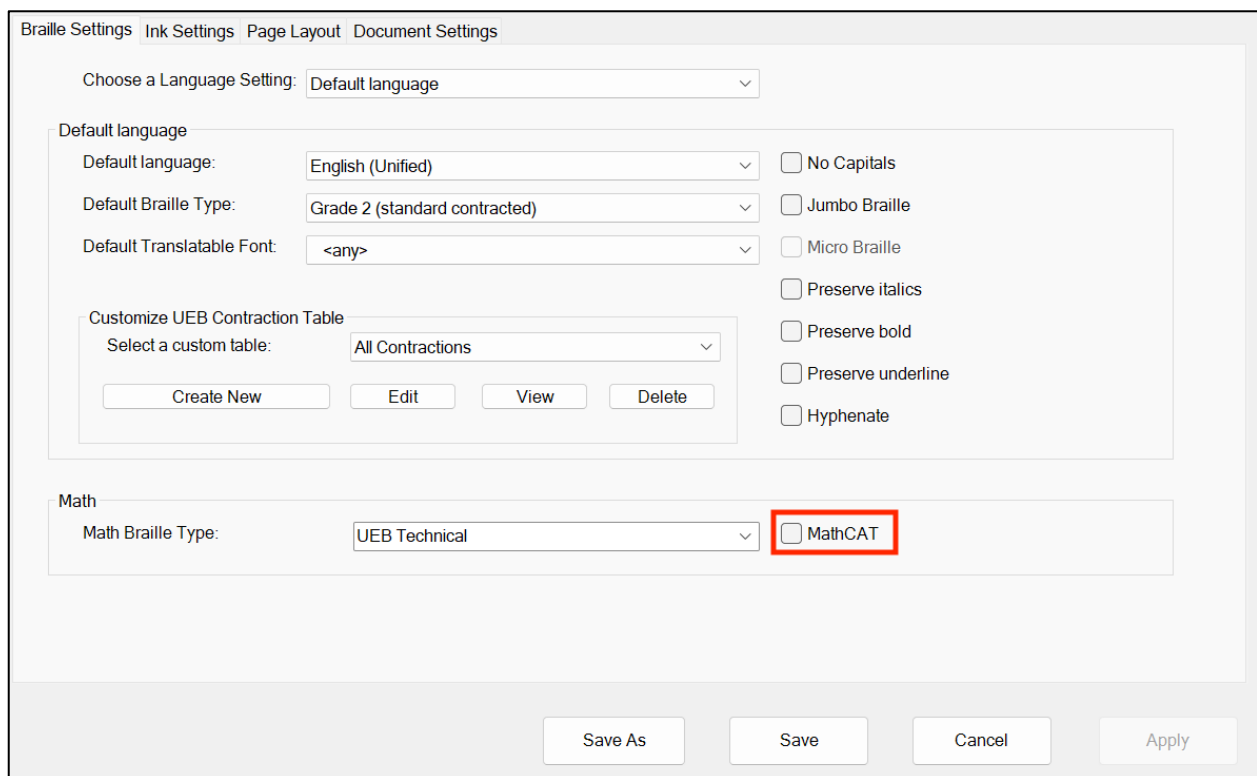 Braille Settings Ink Settings Page Layout Document Settings
Choose a Language Setting: Default language
Default language
Default language: English (Unified) No Capitals
Default Braille Type: Grade 2 (standard contracted) Jumbo Braille
Default Translatable Font: <any> Micro Braille
Preserve italics
Customize UEB Contraction Table
Preserve bold
Select a custom table: All Contractions
Preserve underline
Create New Edit View Delete
Hyphenate
Math
Math Braille Type: UEB Technical MathCAT
Save As Save Cancel Apply